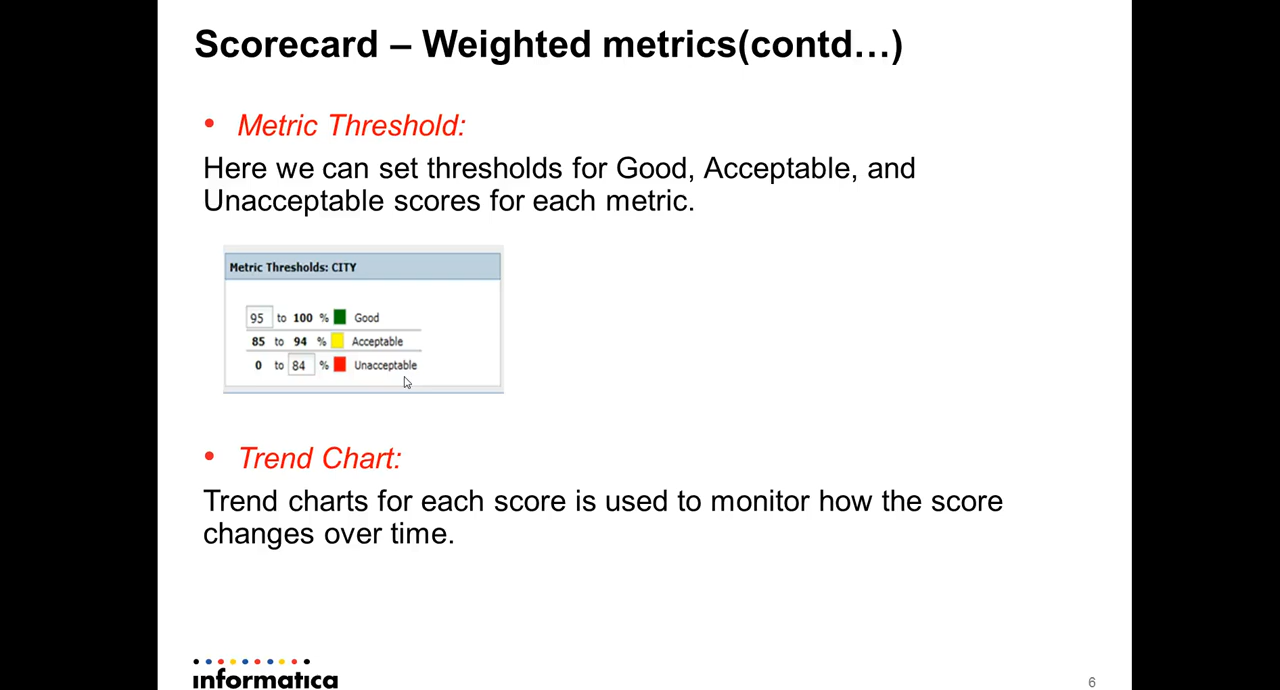 Scorecard – Weighted metrics(contd…)
• Metric Threshold:
Here we can set thresholds for Good, Acceptable, and
Unacceptable scores for each metric.
Metric Thresholds: CITY
95 to 100 % Good
85 to 94 % Acceptable
0 to 84 % Unacceptable
• Trend Chart:
Trend charts for each score is used to monitor how the score
changes over time.
informatica
6